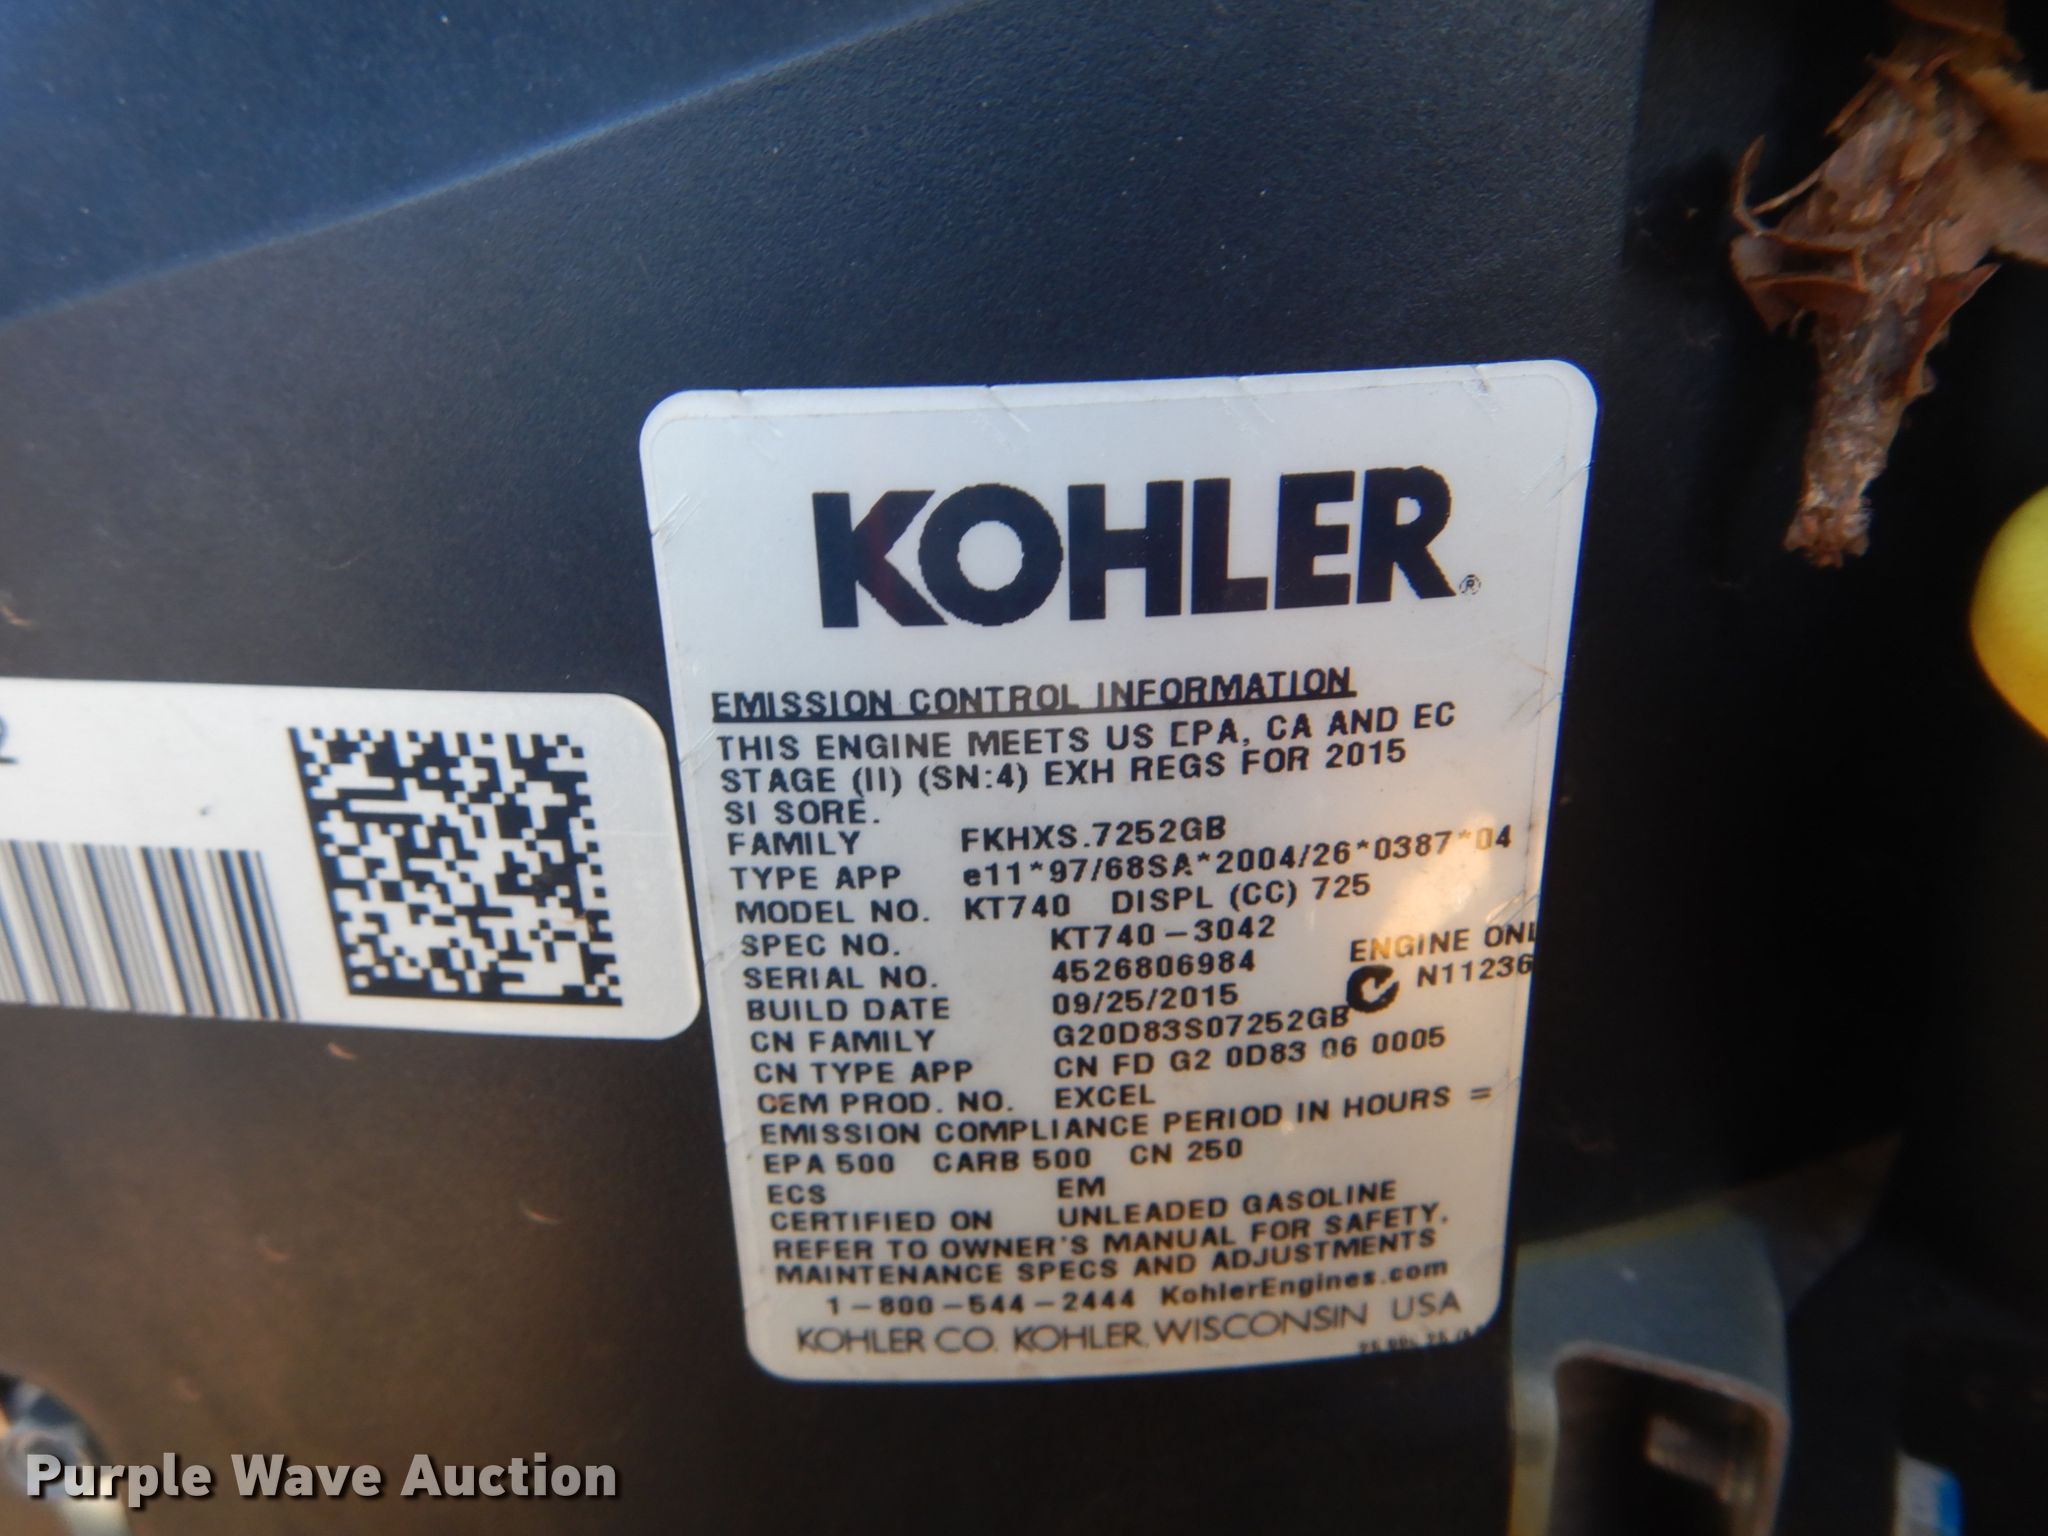 KOHLER®
EMISSION CONTROL INFORMATION
THIS ENGINE MEETS US EPA, CA AND EC
STAGE (II) (SN:4) EXH REGS FOR 2015
SI SORE.
FAMILY FKHXS.7252GB
TYPE APP e11*97/68SA*2004/26*0387*04
MODEL NO. KT740 DISPL (CC) 725
SPEC NO. KT740-3042
SERIAL NO. 4526806984
ENGINE ONL
N11236
BUILD DATE 09/25/2015
CN FAMILY G20D83S07252GB
CN TYPE APP CN FD G2 0D83 06 0005
OEM PROD. NO. EXCEL
EMISSION COMPLIANCE PERIOD IN HOURS =
EPA 500 CARB 500 CN 250
ECS EM
CERTIFIED ON UNLEADED GASOLINE
REFER TO OWNER'S MANUAL FOR SAFETY,
MAINTENANCE SPECS AND ADJUSTMENTS
1-800-544-2444 KohlerEngines.com
KOHLER CO. KOHLER, WISCONSIN USA
Purple Wave Auction